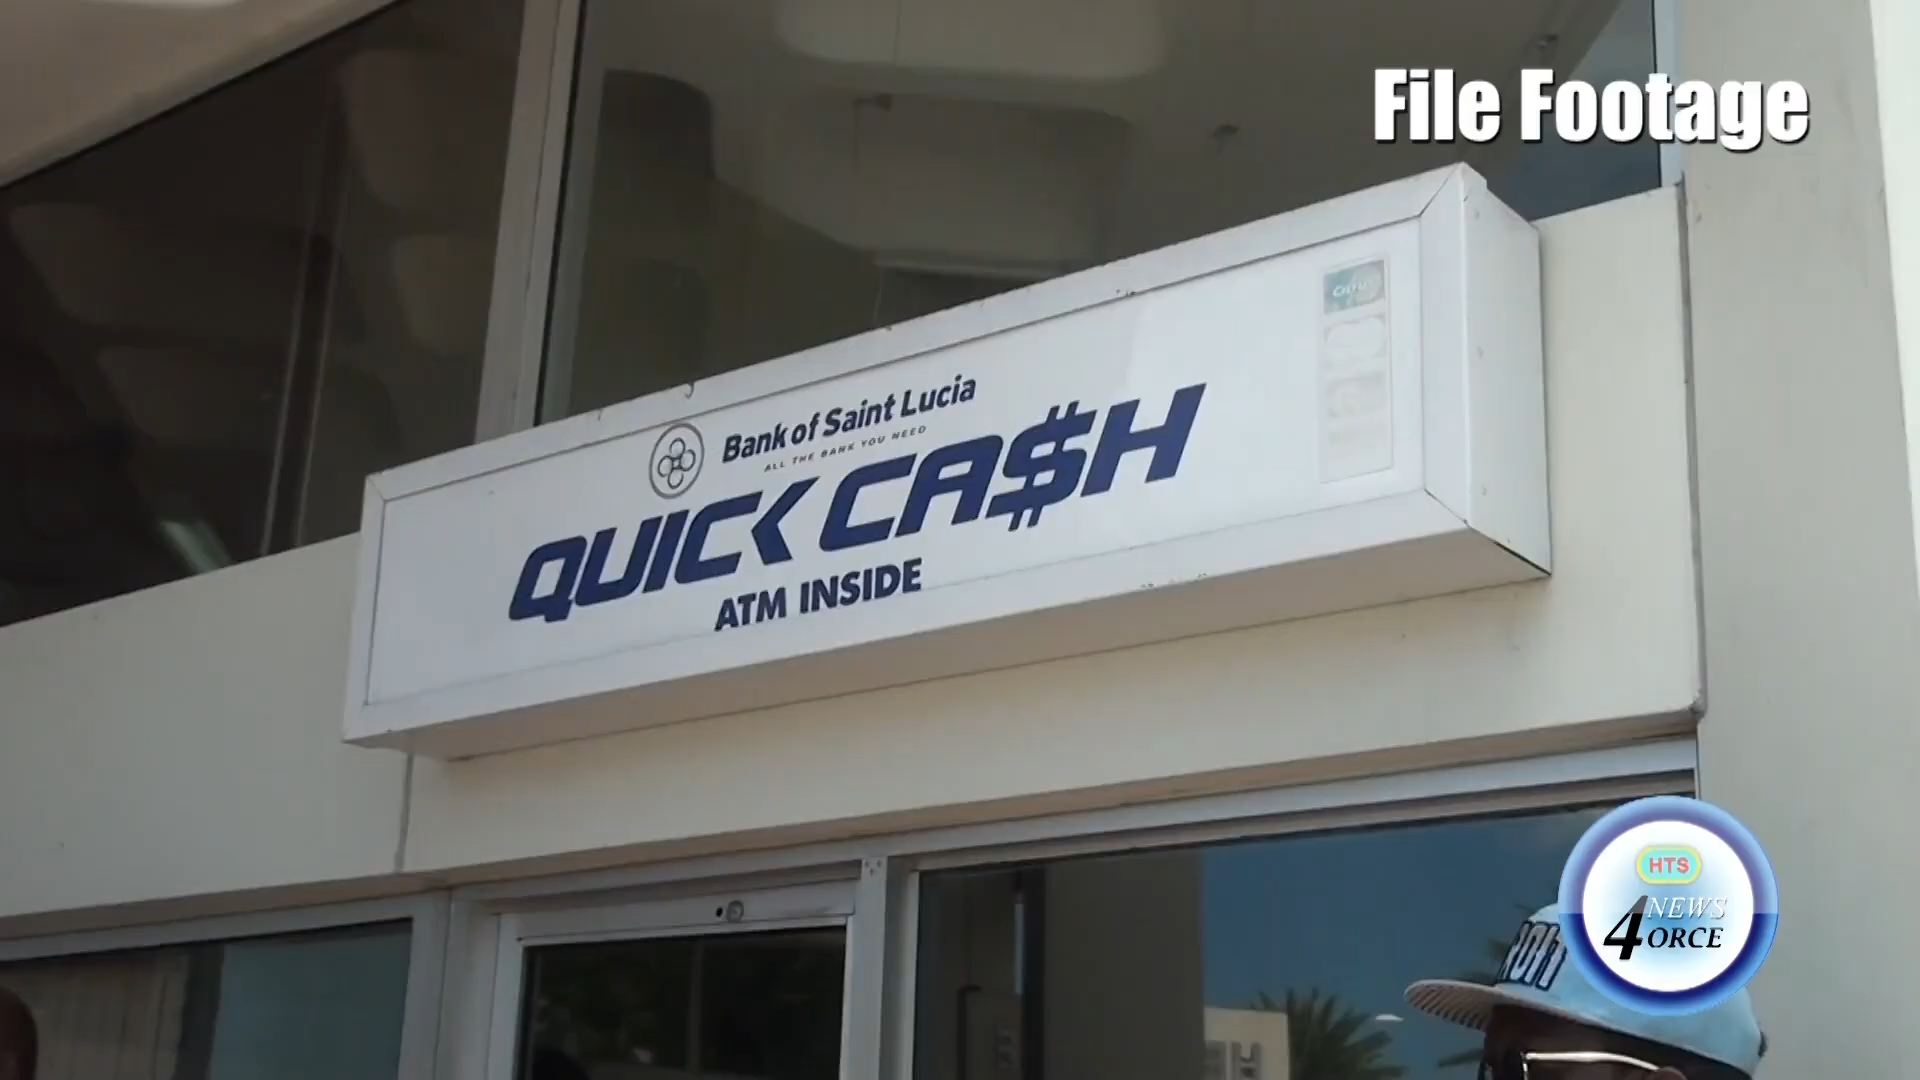 File Footage
Bank of Saint Lucia
ALL THE BANK YOU NEED
QUICK CA$H
ATM INSIDE
HTS
NEWS
4ORCE